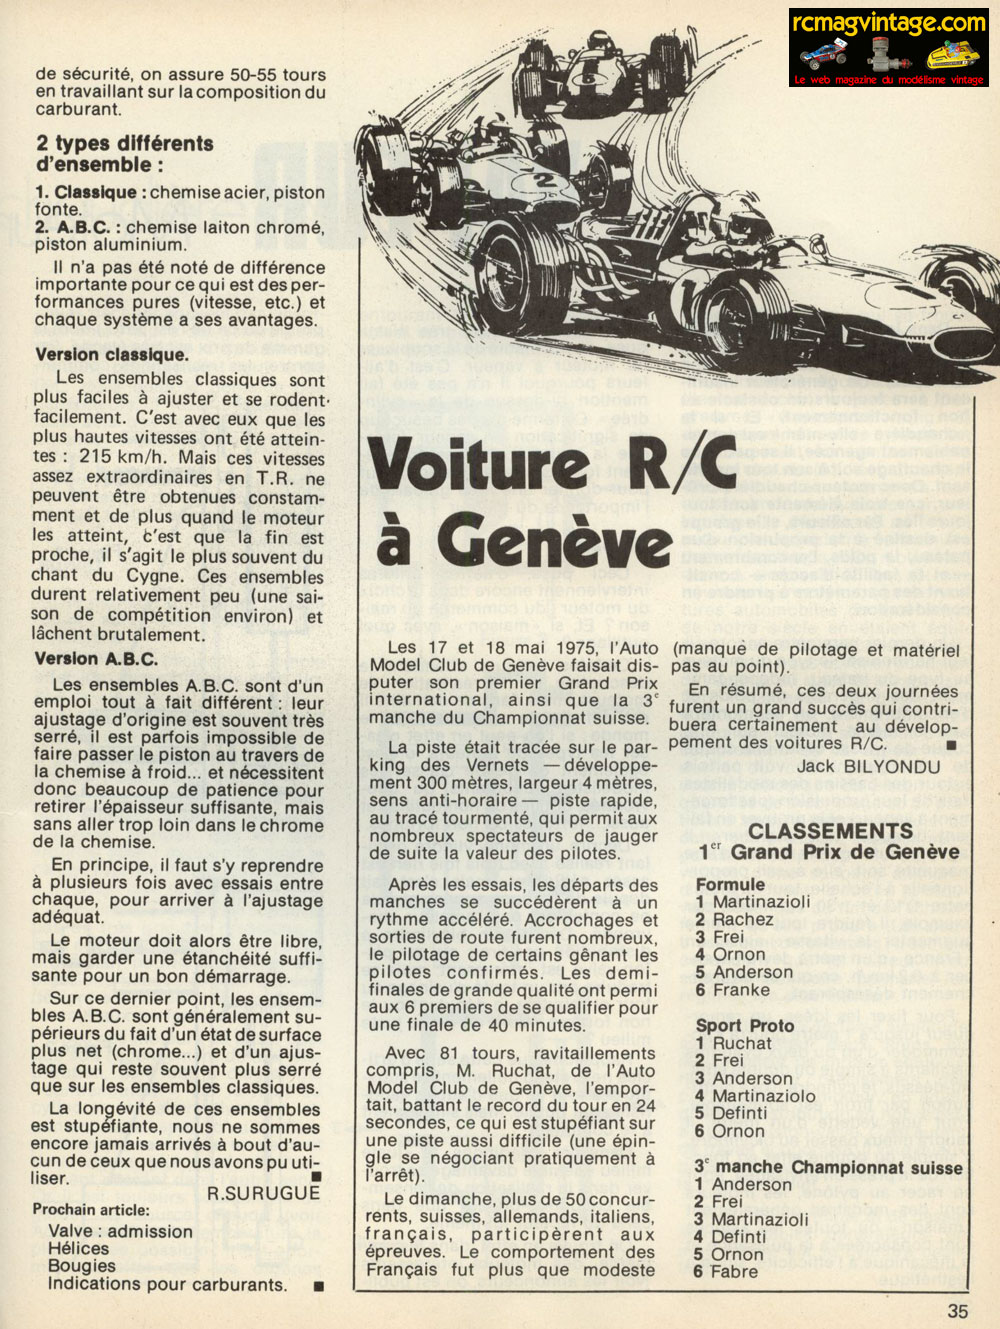 rcmagvintage.com
Le web magazine du modélisme vintage
de sécurité, on assure 50-55 tours
en travaillant sur la composition du
carburant.
2 types différents
d'ensemble :
1. Classique : chemise acier, piston
fonte.
2. A.B.C. : chemise laiton chromé,
piston aluminium.
Il n'a pas été noté de différence
importante pour ce qui est des per-
formances pures (vitesse, etc.) et
chaque système a ses avantages.
Version classique.
Les ensembles classiques sont
plus faciles à ajuster et se rodent
facilement. C'est avec eux que les
plus hautes vitesses ont été attein-
tes : 215 km/h. Mais ces vitesses
assez extraordinaires en T.R. ne
peuvent être obtenues constam-
ment et de plus quand le moteur
les atteint, c'est que la fin est
proche, il s'agit le plus souvent du
chant du Cygne. Ces ensembles
durent relativement peu (une sai-
son de compétition environ) et
lâchent brutalement.
Version A.B.C.
Les ensembles A.B.C. sont d'un
emploi tout à fait différent : leur
ajustage d'origine est souvent très
serré, il est parfois impossible de
faire passer le piston au travers de
la chemise à froid... et nécessitent
donc beaucoup de patience pour
retirer l'épaisseur suffisante, mais
sans aller trop loin dans le chrome
de la chemise.
En principe, il faut s'y reprendre
à plusieurs fois avec essais entre
chaque, pour arriver à l'ajustage
adéquat.
Le moteur doit alors être libre,
mais garder une étanchéité suffi-
sante pour un bon démarrage.
Sur ce dernier point, les ensem-
bles A.B.C. sont généralement su-
périeurs du fait d'un état de surface
plus net (chrome...) et d'un ajus-
tage qui reste souvent plus serré
que sur les ensembles classiques.
La longévité de ces ensembles
est stupéfiante, nous ne sommes
encore jamais arrivés à bout d'au-
cun de ceux que nous avons pu uti-
liser. ■
R.SURUGUE
Prochain article:
Valve : admission
Hélices
Bougies
Indications pour carburants. ■
5
2
1
1
Voiture R/C
à Genève
Les 17 et 18 mai 1975, l'Auto
Model Club de Genève faisait dis-
puter son premier Grand Prix
international, ainsi que la 3e
manche du Championnat suisse.
La piste était tracée sur le par-
king des Vernets — développe-
ment 300 mètres, largeur 4 mètres,
sens anti-horaire — piste rapide,
au tracé tourmenté, qui permit aux
nombreux spectateurs de jauger
de suite la valeur des pilotes.
Après les essais, les départs des
manches se succédèrent à un
rythme accéléré. Accrochages et
sorties de route furent nombreux,
le pilotage de certains gênant les
pilotes confirmés. Les demi-
finales de grande qualité ont permi
aux 6 premiers de se qualifier pour
une finale de 40 minutes.
Avec 81 tours, ravitaillements
compris, M. Ruchat, de l'Auto
Model Club de Genève, l'empor-
tait, battant le record du tour en 24
secondes, ce qui est stupéfiant sur
une piste aussi difficile (une épin-
gle se négociant pratiquement à
l'arrêt).
Le dimanche, plus de 50 concur-
rents, suisses, allemands, italiens,
français, participèrent aux
épreuves. Le comportement des
Français fut plus que modeste
(manque de pilotage et matériel
pas au point).
En résumé, ces deux journées
furent un grand succès qui contri-
buera certainement au dévelop-
pement des voitures R/C. ■
Jack BILYONDU
CLASSEMENTS
1er Grand Prix de Genève
Formule
1 Martinazioli
2 Rachez
3 Frei
4 Ornon
5 Anderson
6 Franke
Sport Proto
1 Ruchat
2 Frei
3 Anderson
4 Martinaziolo
5 Definti
6 Ornon
3e manche Championnat suisse
1 Anderson
2 Frei
3 Martinazioli
4 Definti
5 Ornon
6 Fabre
35